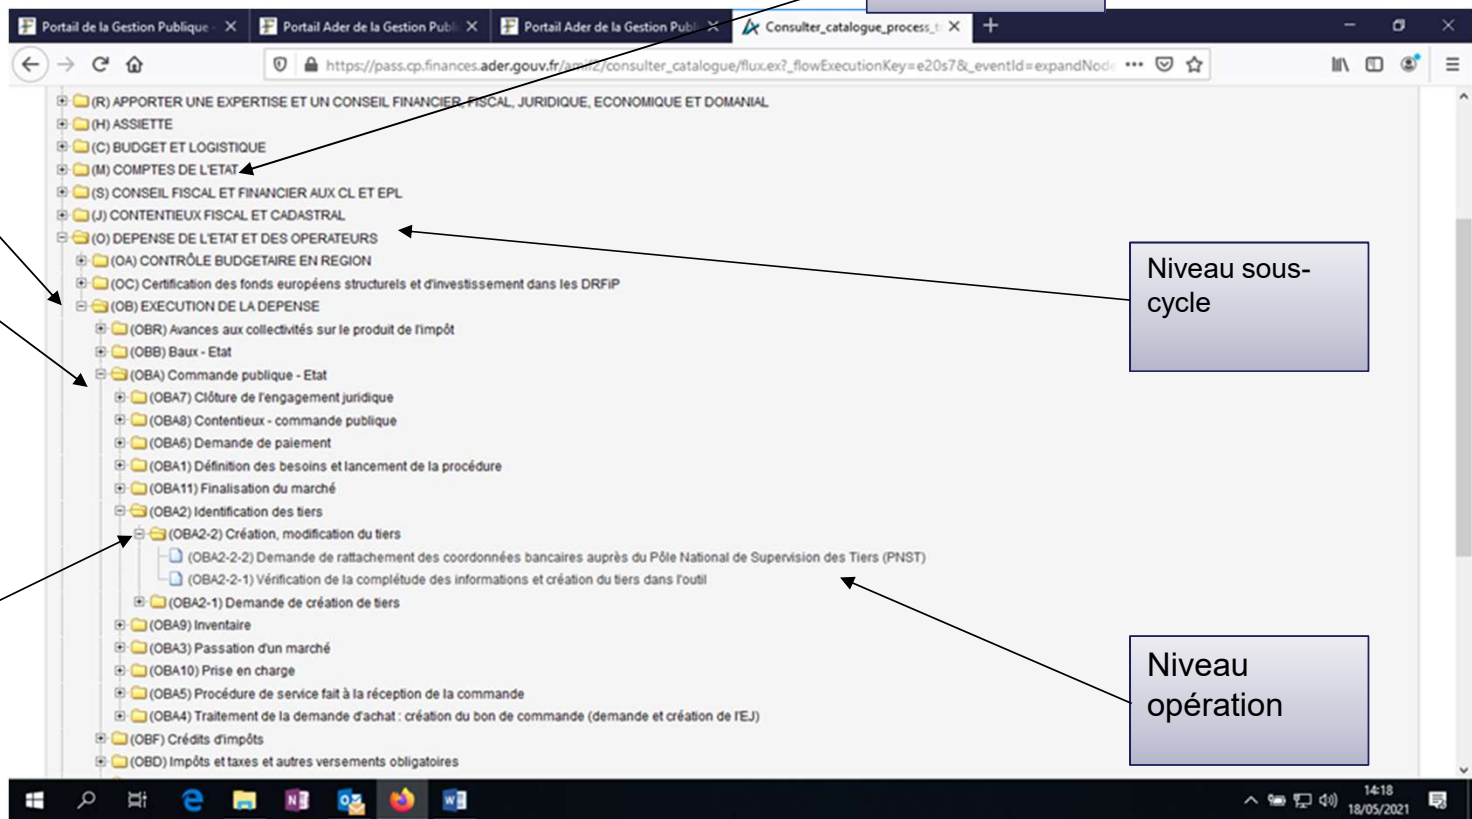 Portail de la Gestion Publique -
Portail Ader de la Gestion Publi
Portail Ader de la Gestion Publi
Consulter_catalogue_process_t
https://pass.cp.finances.ader.gouv.fr/amif2/consulter_catalogue/flux.ex?_flowExecutionKey=e20s7&_eventId=expandNode
(R) APPORTER UNE EXPERTISE ET UN CONSEIL FINANCIER, FISCAL, JURIDIQUE, ECONOMIQUE ET DOMANIAL
(H) ASSIETTE
(C) BUDGET ET LOGISTIQUE
(M) COMPTES DE L'ETAT
(S) CONSEIL FISCAL ET FINANCIER AUX CL ET EPL
(J) CONTENTIEUX FISCAL ET CADASTRAL
(O) DEPENSE DE L'ETAT ET DES OPERATEURS
(OA) CONTRÔLE BUDGETAIRE EN REGION
(OC) Certification des fonds européens structurels et d'investissement dans les DRFiP
(OB) EXECUTION DE LA DEPENSE
(OBR) Avances aux collectivités sur le produit de l'impôt
(OBB) Baux - Etat
(OBA) Commande publique - Etat
(OBA7) Clôture de l'engagement juridique
(OBA8) Contentieux - commande publique
(OBA6) Demande de paiement
(OBA1) Définition des besoins et lancement de la procédure
(OBA11) Finalisation du marché
(OBA2) Identification des tiers
(OBA2-2) Création, modification du tiers
(OBA2-2-2) Demande de rattachement des coordonnées bancaires auprès du Pôle National de Supervision des Tiers (PNST)
(OBA2-2-1) Vérification de la complétude des informations et création du tiers dans l'outil
(OBA2-1) Demande de création de tiers
(OBA9) Inventaire
(OBA3) Passation d'un marché
(OBA10) Prise en charge
(OBA5) Procédure de service fait à la réception de la commande
(OBA4) Traitement de la demande d'achat : création du bon de commande (demande et création de l'EJ)
(OBF) Crédits d'impôts
(OBD) Impôts et taxes et autres versements obligatoires
Niveau sous-
cycle
Niveau
opération
14:18
18/05/2021